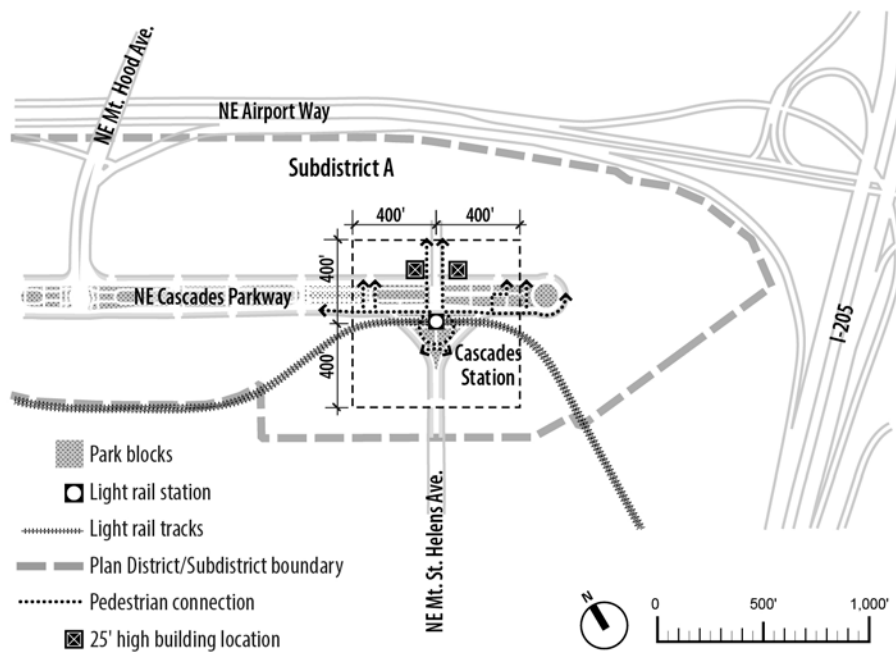 NE Mt. Hood Ave.
NE Airport Way
Subdistrict A
400'
400'
400'
NE Cascades Parkway
I-205
400'
Cascades
Station
Park blocks
Light rail station
Light rail tracks
NE Mt. St. Helens Ave.
Plan District/Subdistrict boundary
Pedestrian connection
N
0
500'
1,000'
25' high building location